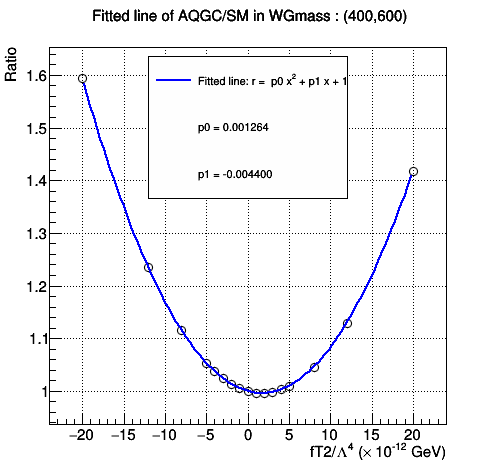 Fitted line of AQGC/SM in WGmass : (400,600)
Ratio
Fitted line: r = p0 x² + p1 x + 1
p0 = 0.001264
p1 = -0.004400
1.6
1.5
1.4
1.3
1.2
1.1
1
−20 −15 −10 −5 0 5 10 15 20
fT2/Λ⁴ (× 10⁻¹² GeV)